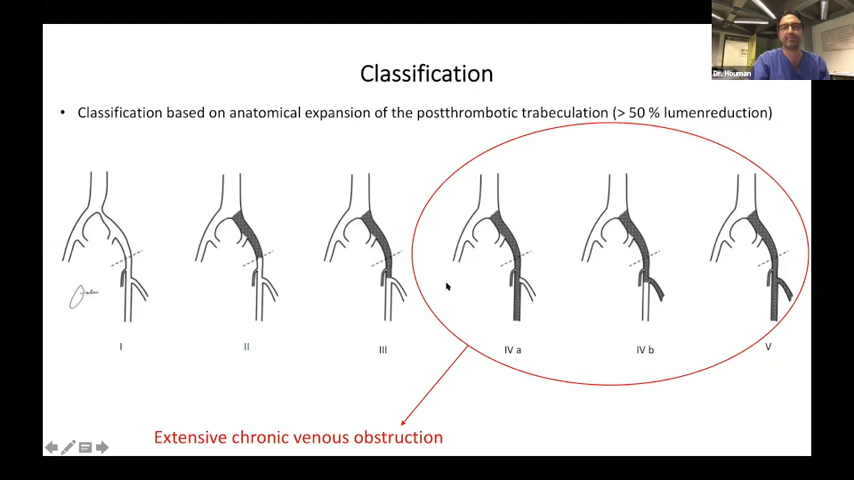 Dr. Houman
Classification
• Classification based on anatomical expansion of the postthrombotic trabeculation (> 50 % lumenreduction)
I
II
III
IV a
IV b
V
Extensive chronic venous obstruction